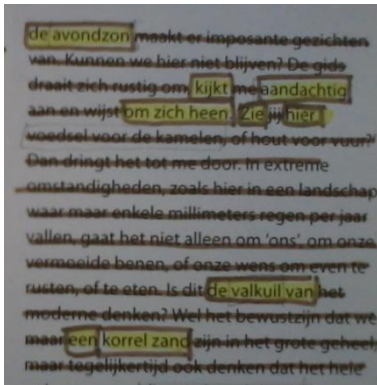 de avondzon maakt er imposante gezichten
van. Kunnen we hier niet blijven? De gids
draait zich rustig om, kijkt me aandachtig
aan en wijst om zich heen. 'Zie jij hier
voedsel voor de kamelen, of hout voor vuur?'
Dan dringt het tot me door. In extreme
omstandigheden, zoals hier in een landschap
waar maar enkele millimeters regen per jaar
vallen, gaat het niet alleen om 'ons', om onze
vermoeide benen, of onze wens om even te
rusten, of te eten. Is dit de valkuil van het
moderne denken? Wel het bewustzijn dat we
maar een korrel zand zijn in het grote geheel,
maar tegelijkertijd ook denken dat het hele